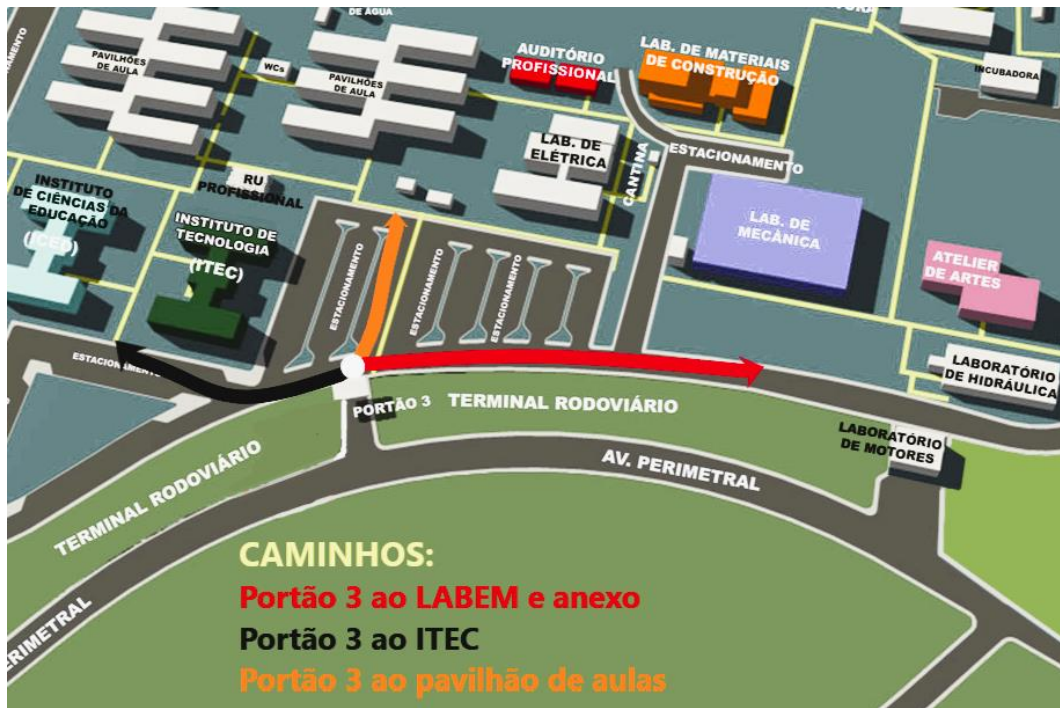 DE ÁGUA
PAVILHÕES
DE AULA
WCs
PAVILHÕES
DE AULA
AUDITÓRIO
PROFISSIONAL
LAB. DE MATERIAIS
DE CONSTRUÇÃO
INCUBADORA
LAB. DE
ELÉTRICA
CANTINA
ESTACIONAMENTO
INSTITUTO
DE CIÊNCIAS DA
EDUCAÇÃO
(ICED)
RU
PROFISSIONAL
INSTITUTO DE
TECNOLOGIA
(ITEC)
ESTACIONAMENTO
ESTACIONAMENTO
ESTACIONAMENTO
LAB. DE
MECÂNICA
ATELIER
DE ARTES
ESTACIONAMENTO
LABORATÓRIO
DE HIDRÁULICA
PORTÃO 3
TERMINAL RODOVIÁRIO
LABORATÓRIO
DE MOTORES
TERMINAL RODOVIÁRIO
AV. PERIMETRAL
ERIMETRAL
CAMINHOS:
Portão 3 ao LABEM e anexo
Portão 3 ao ITEC
Portão 3 ao pavilhão de aulas